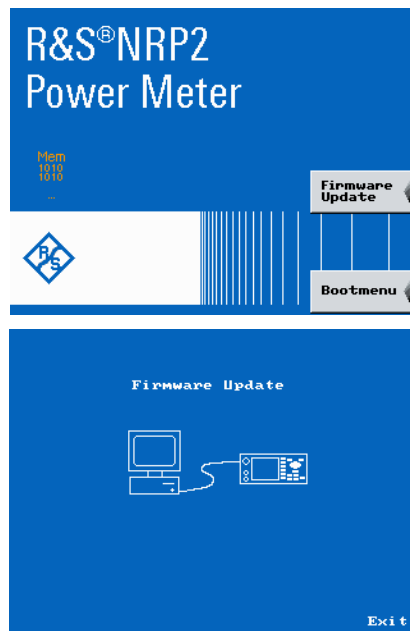 R&S®NRP2
Power Meter
Mem
1010
1010
...
Firmware
Update
R
S
Bootmenu
Firmware Update
Exit